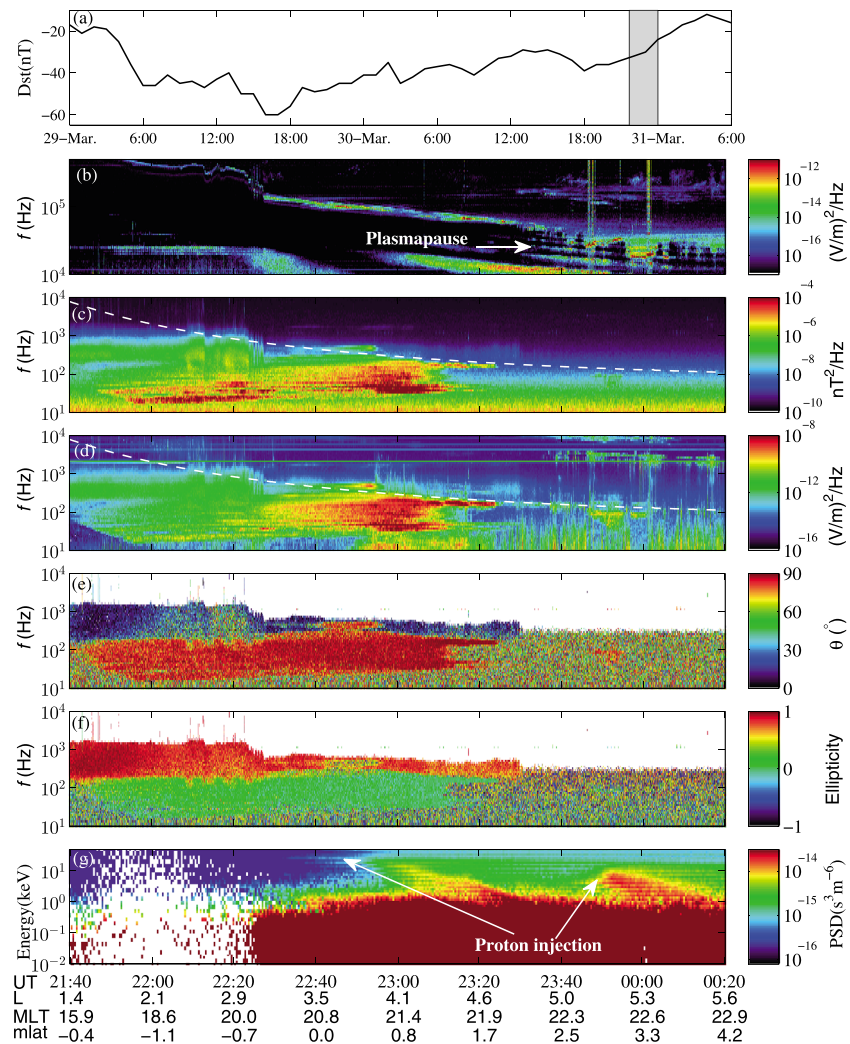 (a)
Dst(nT)
−20
−40
−60
29−Mar. 6:00 12:00 18:00 30−Mar. 6:00 12:00 18:00 31−Mar. 6:00
(b)
f (Hz)
10^5
10^4
Plasmapause
10^−12
10^−14
10^−16
(V/m)^2/Hz
(c)
f (Hz)
10^4
10^3
10^2
10^1
10^−4
10^−6
10^−8
10^−10
nT^2/Hz
(d)
f (Hz)
10^4
10^3
10^2
10^1
10^−8
10^−12
10^−16
(V/m)^2/Hz
(e)
f (Hz)
10^4
10^3
10^2
10^1
90
60
30
0
θ (°)
(f)
f (Hz)
10^4
10^3
10^2
10^1
1
0
−1
Ellipticity
(g)
Energy(keV)
10^1
10^0
10^−1
10^−2
Proton injection
10^−14
10^−15
10^−16
PSD(s^3m^−6)
UT 21:40 22:00 22:20 22:40 23:00 23:20 23:40 00:00 00:20
L 1.4 2.1 2.9 3.5 4.1 4.6 5.0 5.3 5.6
MLT 15.9 18.6 20.0 20.8 21.4 21.9 22.3 22.6 22.9
mlat −0.4 −1.1 −0.7 0.0 0.8 1.7 2.5 3.3 4.2